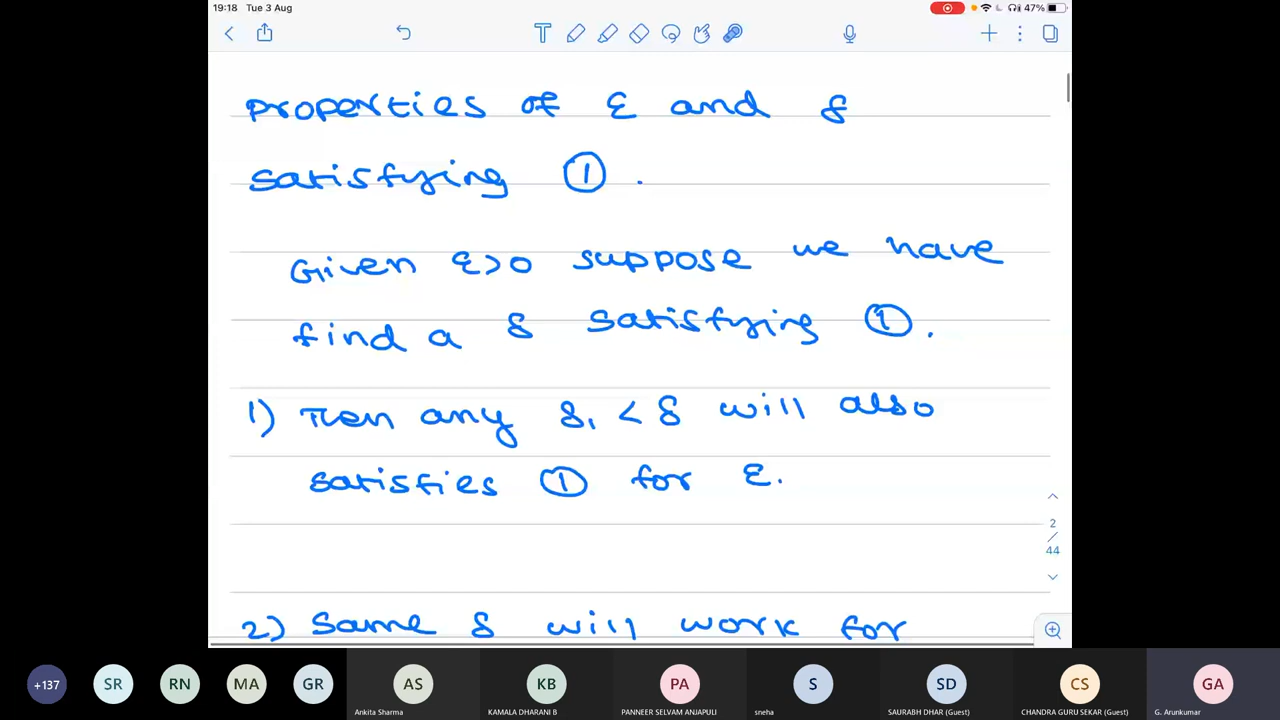 19:18 Tue 3 Aug
47%
properties of ε and δ
satisfying ①.
Given ε>0 suppose we have
find a δ satisfying ①.
1) Then any δ₁ < δ will also
satisfies ① for ε.
2) Same δ will work for
2
/
44
+137
SR
RN
MA
GR
AS
KB
PA
S
SD
CS
GA
Ankita Sharma
KAMALA DHARANI B
PANNEER SELVAM ANJAPULI
sneha
SAURABH DHAR (Guest)
CHANDRA GURU SEKAR (Guest)
G. Arunkumar